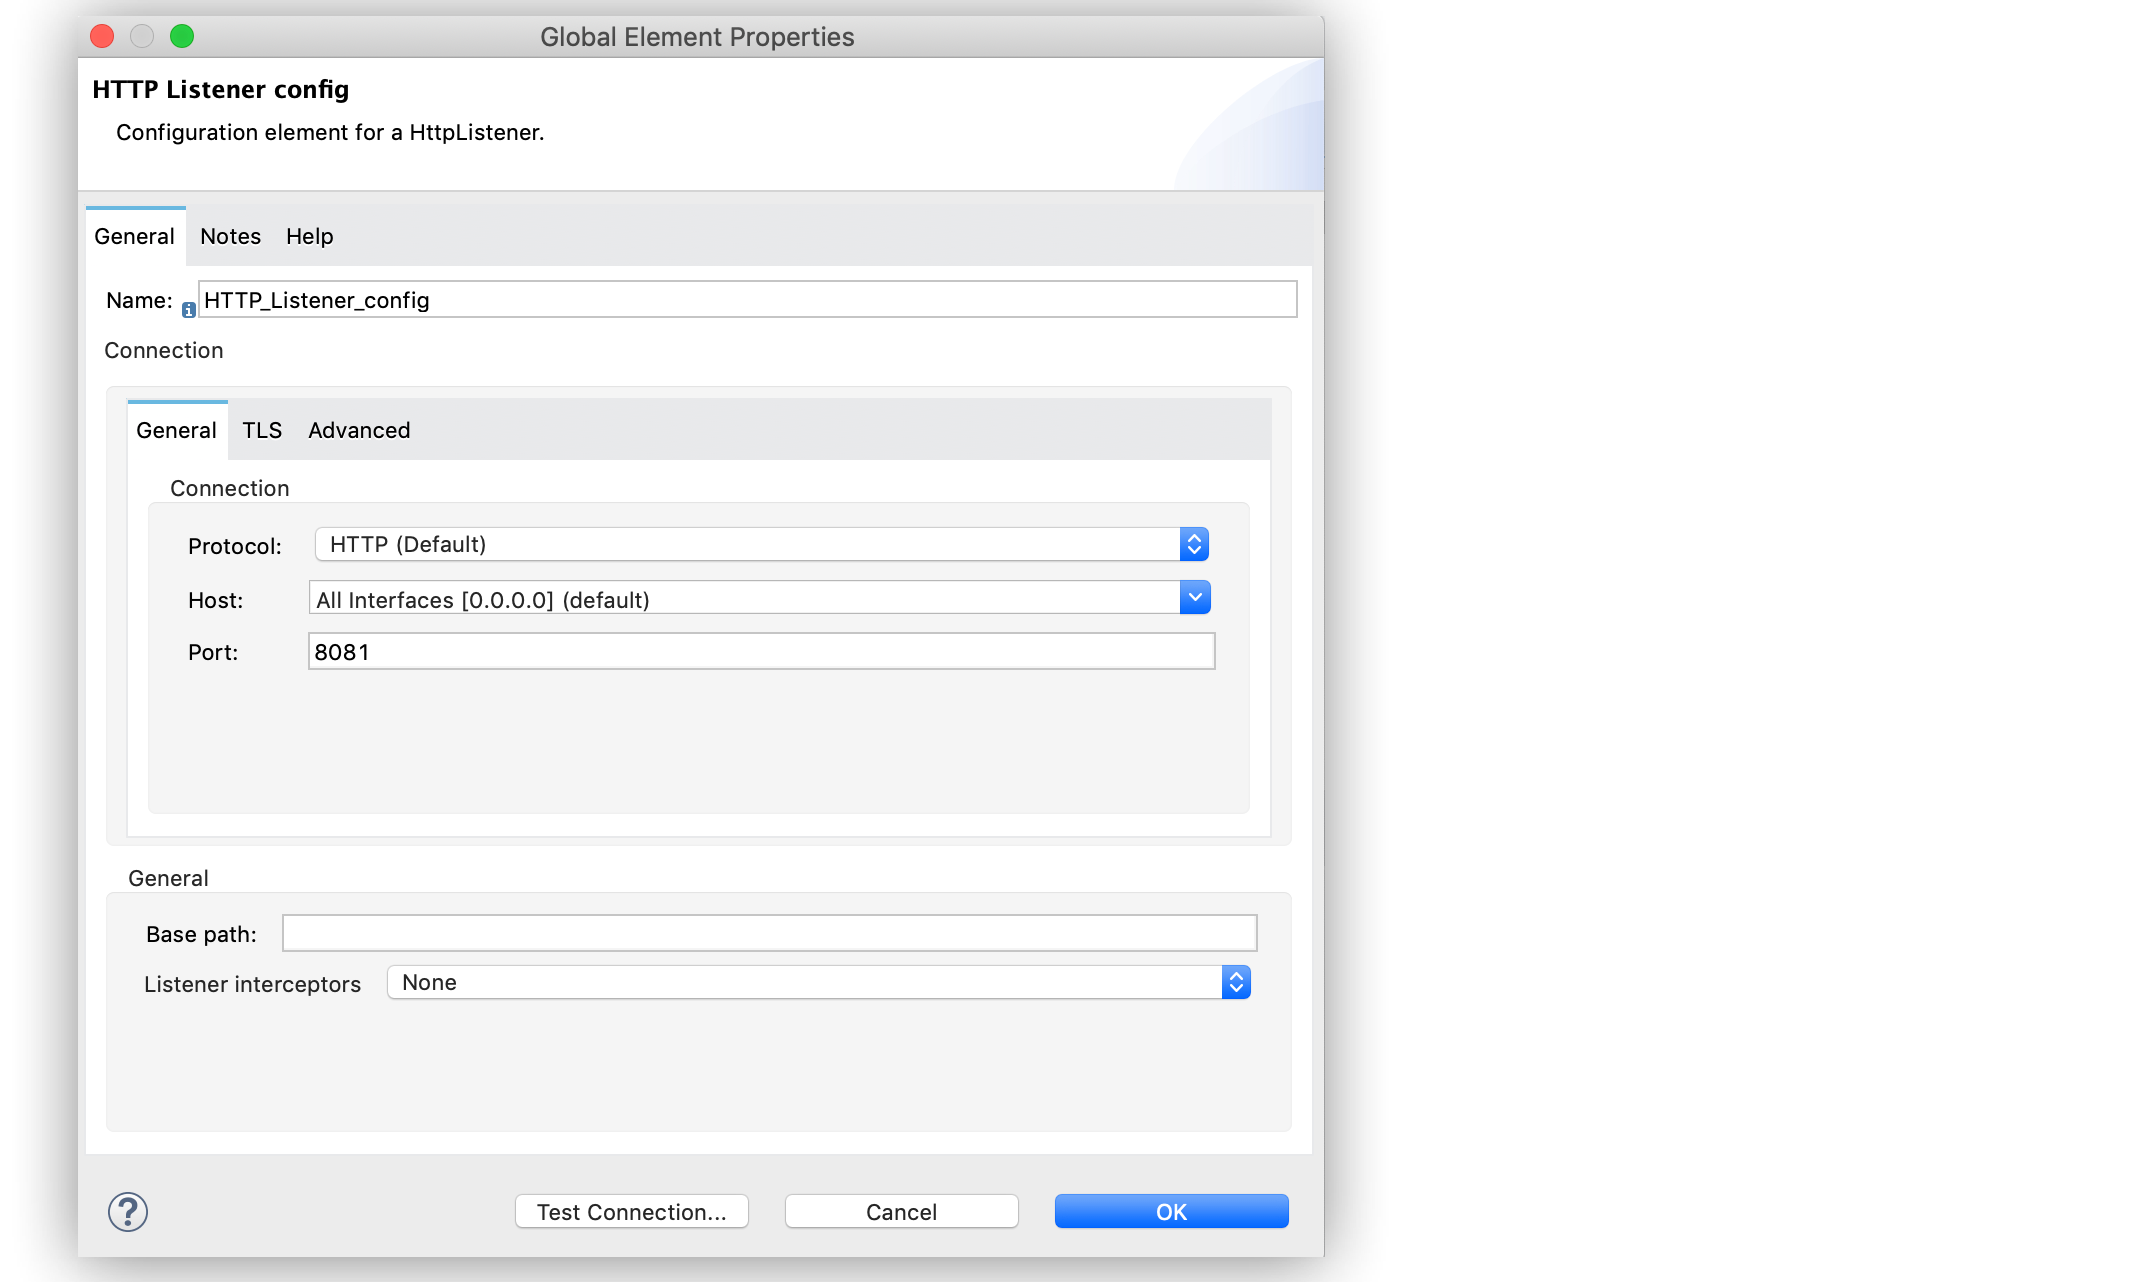 Global Element Properties
HTTP Listener config
Configuration element for a HttpListener.
General Notes Help
Name: HTTP_Listener_config
Connection
General TLS Advanced
Connection
Protocol: HTTP (Default)
Host: All Interfaces [0.0.0.0] (default)
Port: 8081
General
Base path:
Listener interceptors None
? Test Connection... Cancel OK